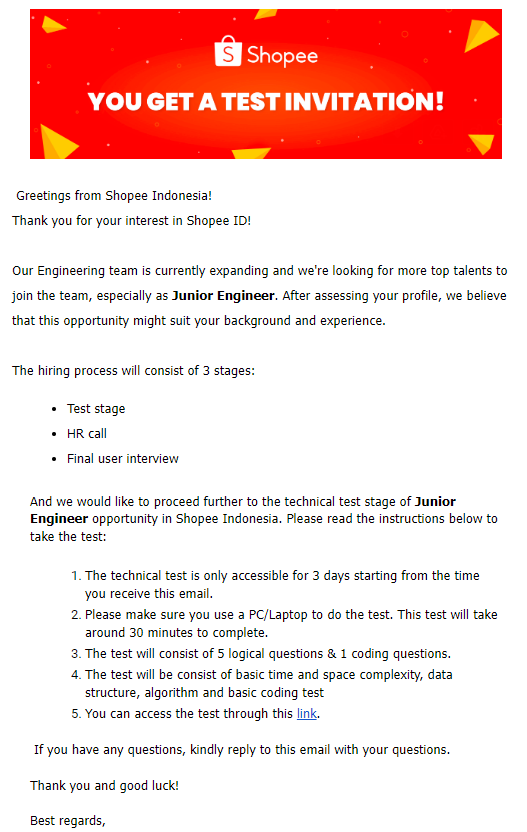 Shopee
YOU GET A TEST INVITATION!
Greetings from Shopee Indonesia!
Thank you for your interest in Shopee ID!
Our Engineering team is currently expanding and we're looking for more top talents to
join the team, especially as Junior Engineer. After assessing your profile, we believe
that this opportunity might suit your background and experience.
The hiring process will consist of 3 stages:
• Test stage
• HR call
• Final user interview
And we would like to proceed further to the technical test stage of Junior
Engineer opportunity in Shopee Indonesia. Please read the instructions below to
take the test:
1. The technical test is only accessible for 3 days starting from the time
you receive this email.
2. Please make sure you use a PC/Laptop to do the test. This test will take
around 30 minutes to complete.
3. The test will consist of 5 logical questions & 1 coding questions.
4. The test will be consist of basic time and space complexity, data
structure, algorithm and basic coding test
5. You can access the test through this link.
If you have any questions, kindly reply to this email with your questions.
Thank you and good luck!
Best regards,